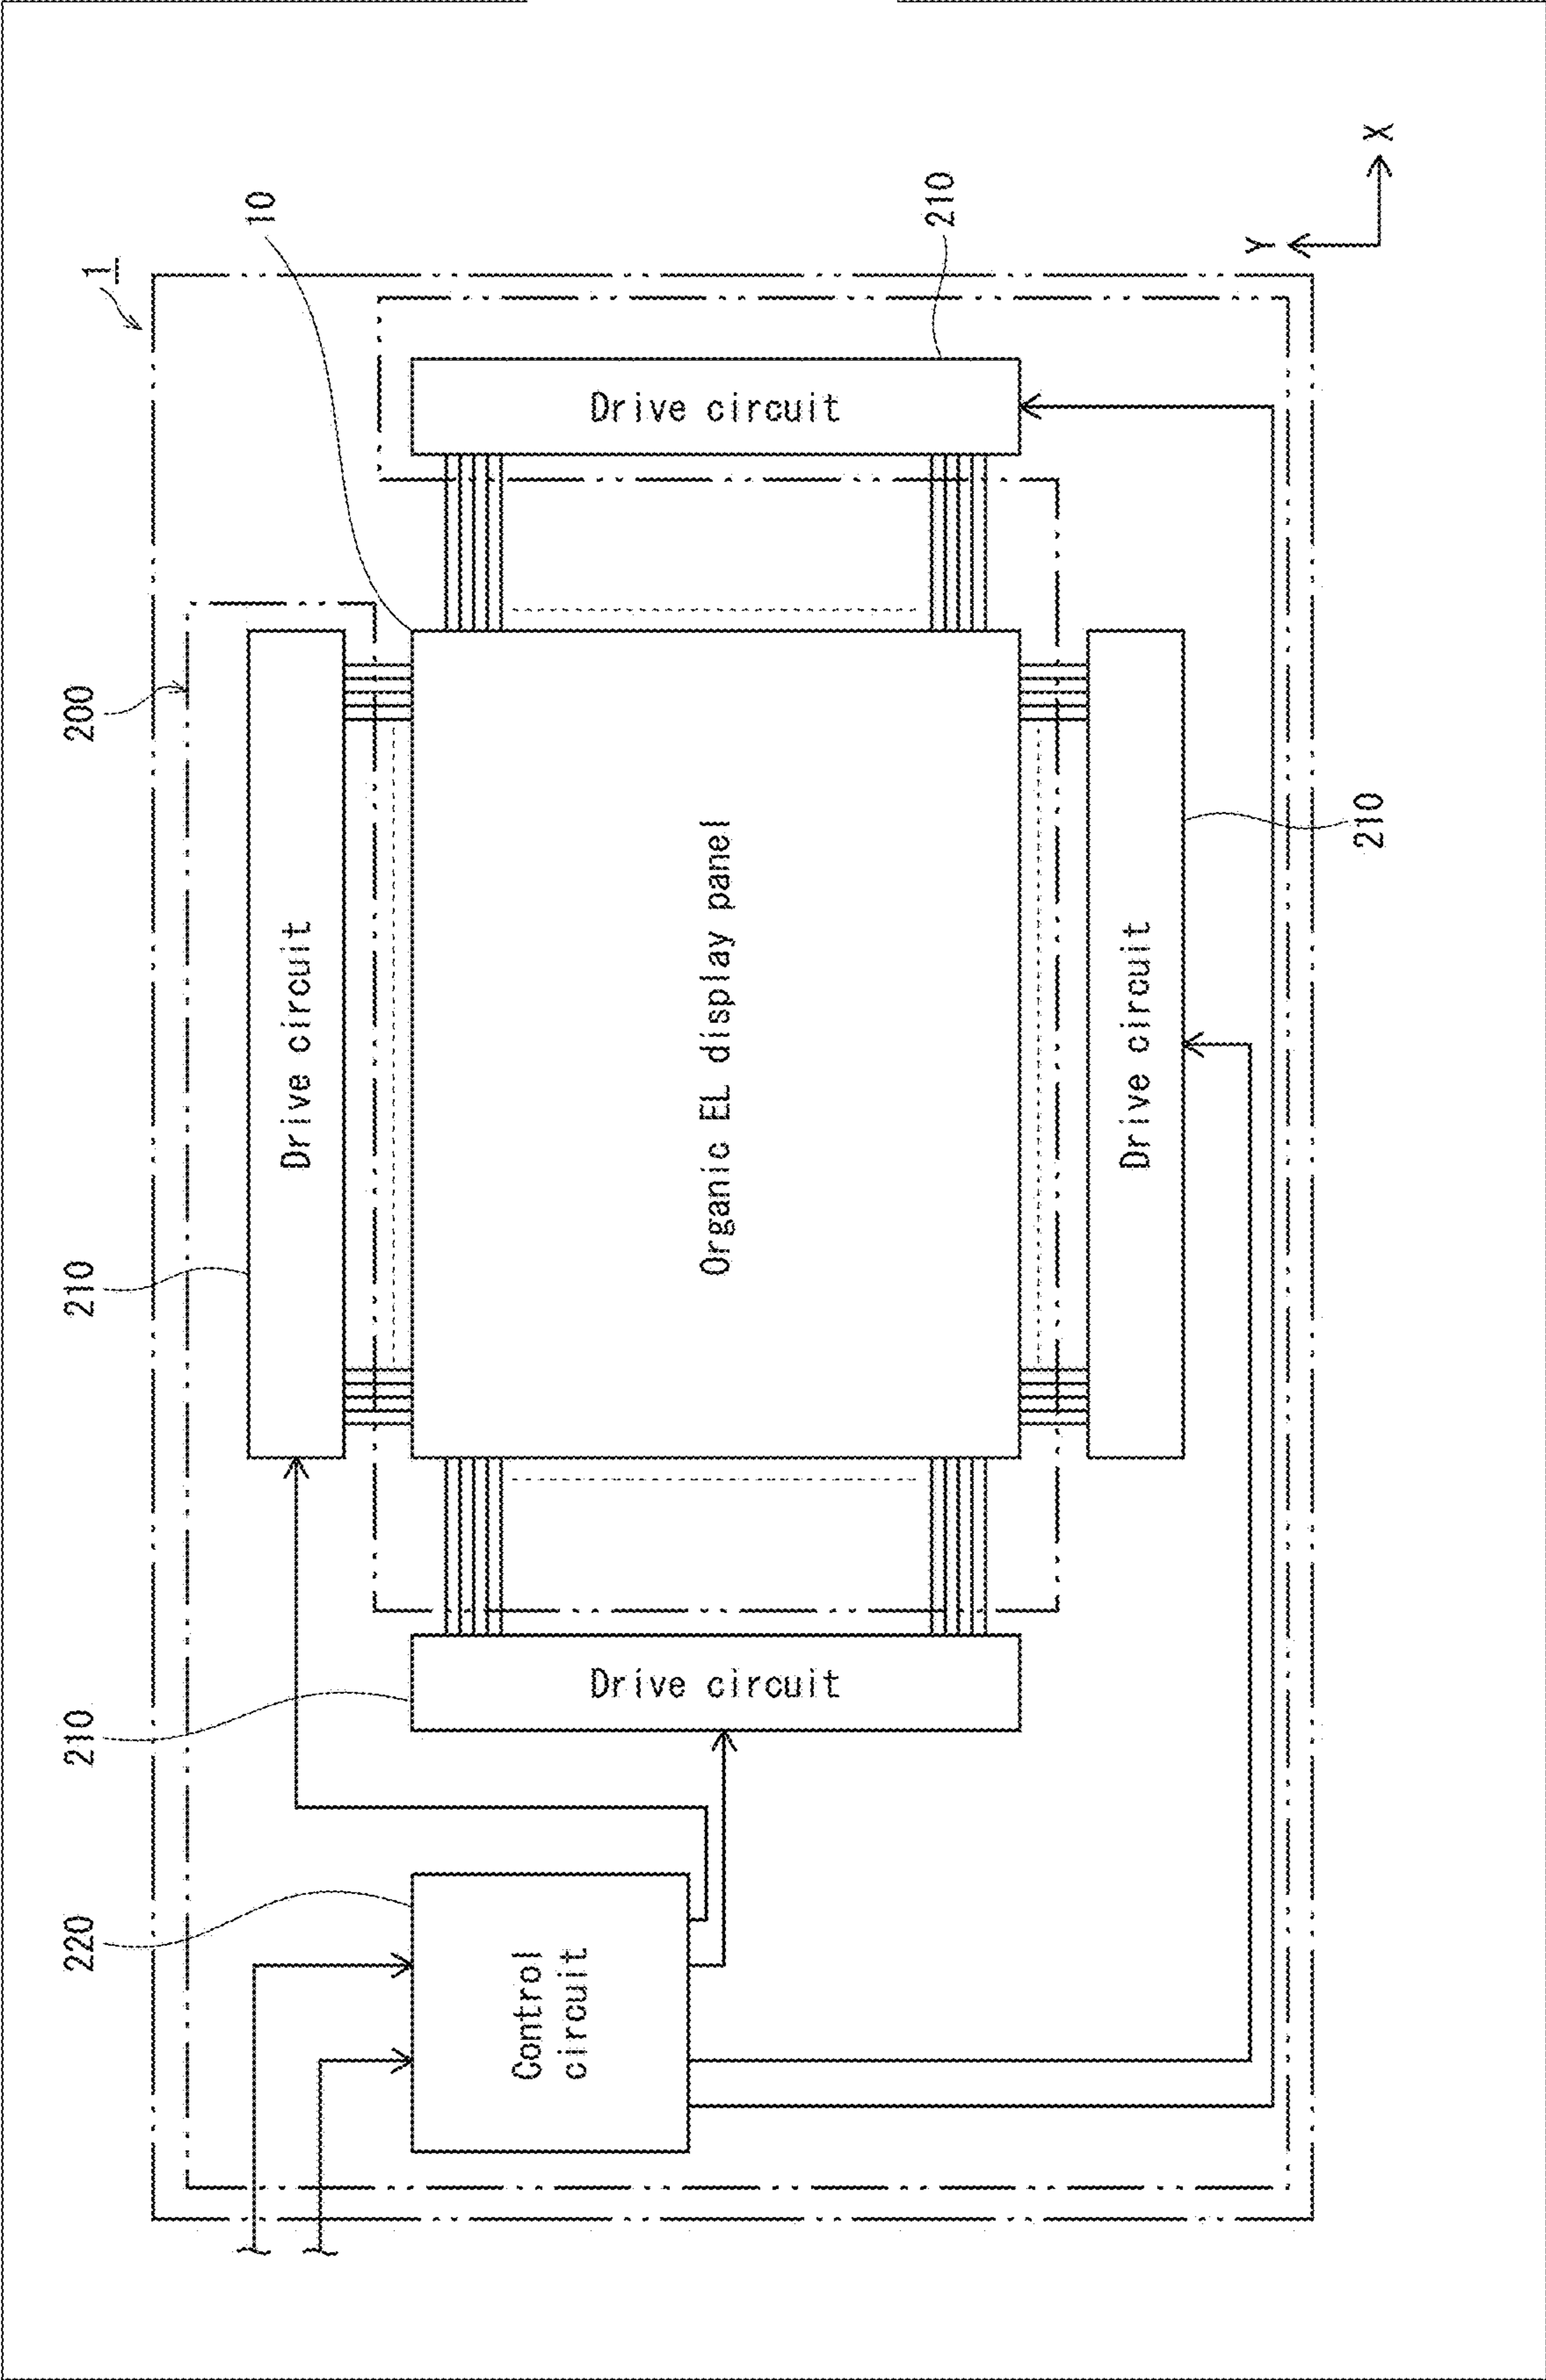 1
10
210
X
Y
Drive circuit
200
Drive circuit
210
Organic EL display panel
Drive circuit
210
210
Drive circuit
220
Control
circuit